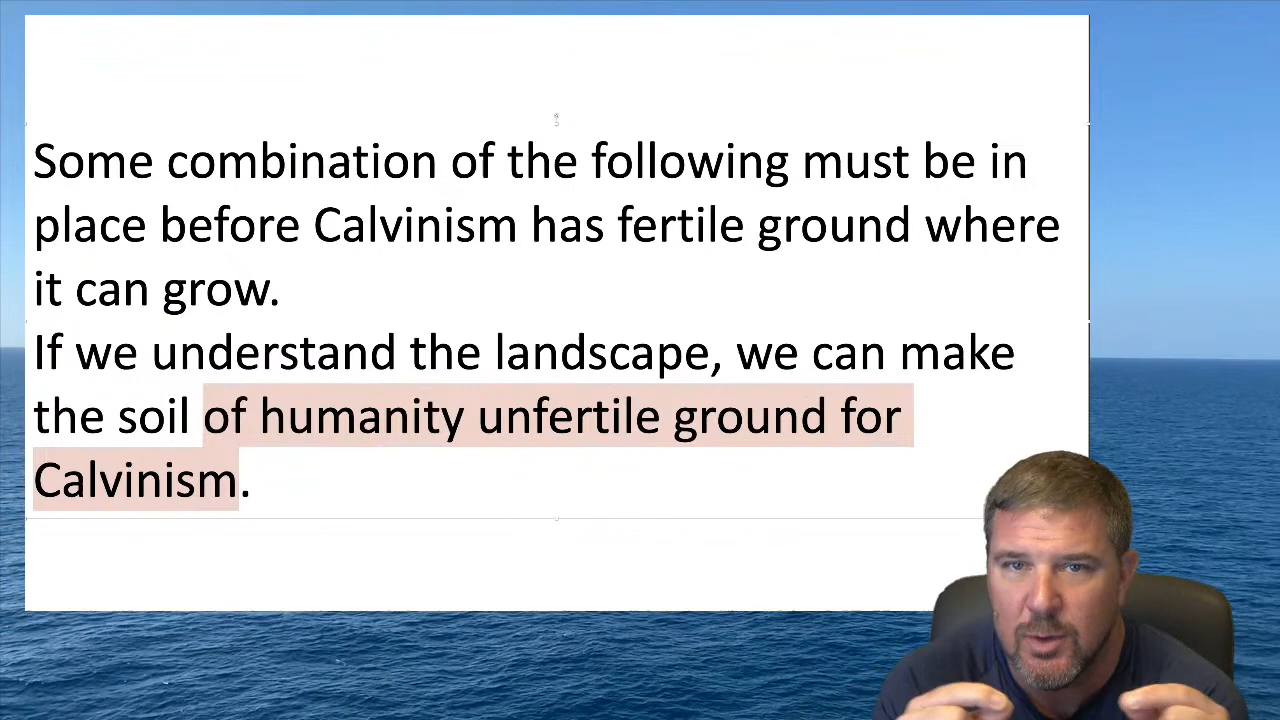 Some combination of the following must be in
place before Calvinism has fertile ground where
it can grow.
If we understand the landscape, we can make
the soil of humanity unfertile ground for
Calvinism.